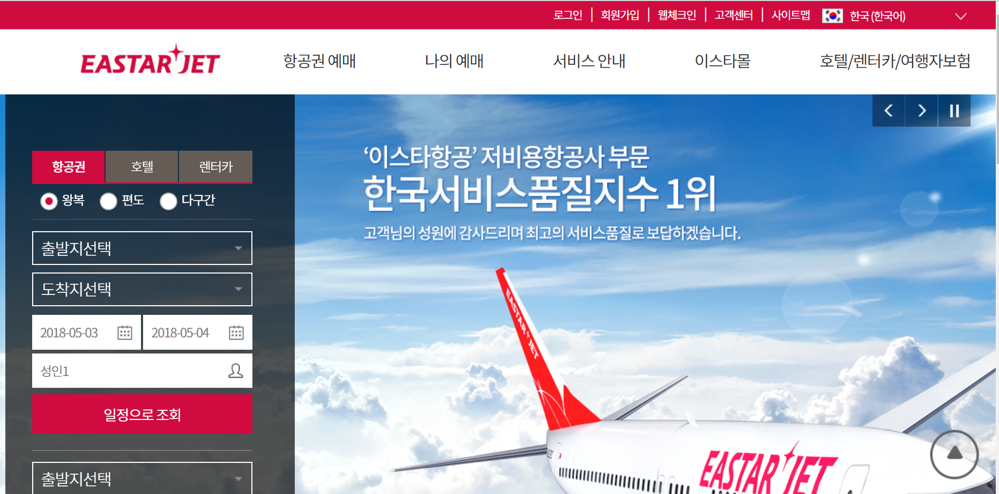 로그인 회원가입 웹체크인 고객센터 사이트맵 한국 (한국어)
EASTAR JET 항공권 예매 나의 예매 서비스 안내 이스타몰 호텔/렌터카/여행자보험
항공권 호텔 렌터카
왕복 편도 다구간
출발지선택
도착지선택
2018-05-03 2018-05-04
성인1
일정으로 조회
출발지선택
‘이스타항공’ 저비용항공사 부문
한국서비스품질지수 1위
고객님의 성원에 감사드리며 최고의 서비스품질로 보답하겠습니다.
EASTAR JET
EASTAR JET